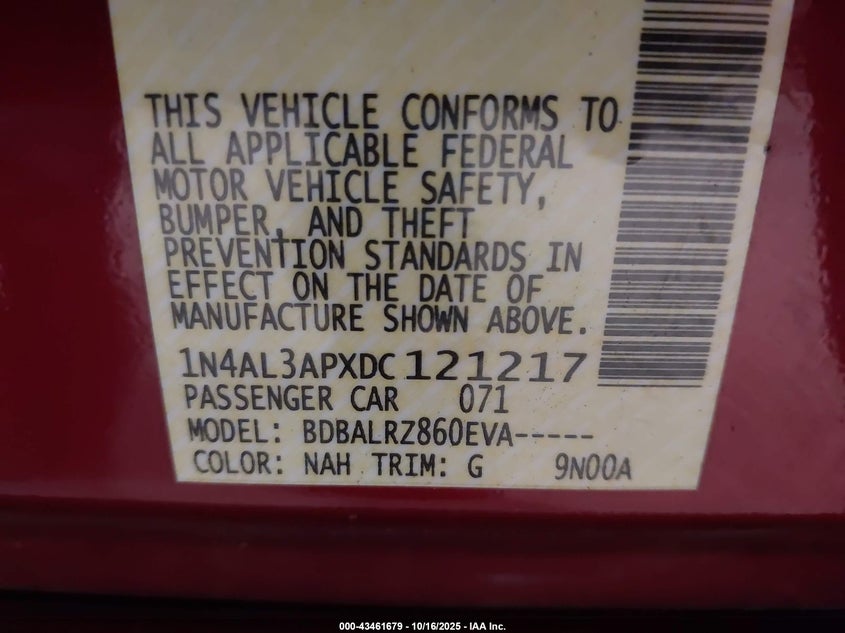 THIS VEHICLE CONFORMS TO
ALL APPLICABLE FEDERAL
MOTOR VEHICLE SAFETY,
BUMPER, AND THEFT
PREVENTION STANDARDS IN
EFFECT ON THE DATE OF
MANUFACTURE SHOWN ABOVE.
1N4AL3APXDC121217
PASSENGER CAR 071
MODEL: BDBALRZ860EVA-----
COLOR: NAH TRIM: G 9N00A
000-43461679 - 10/16/2025 - IAA Inc.